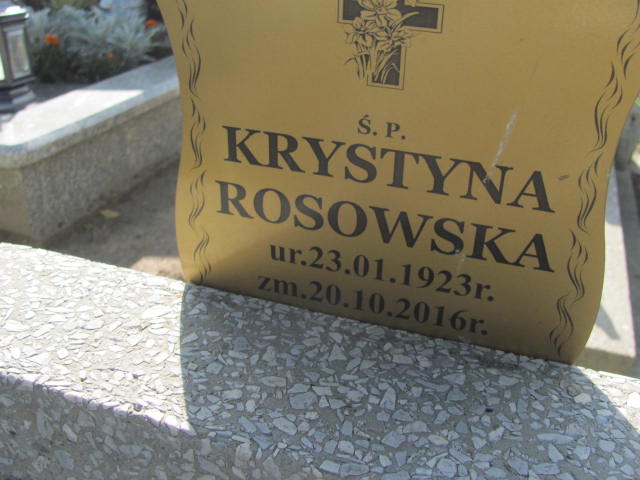 Ś. P.
KRYSTYNA
ROSOWSKA
ur.23.01.1923r.
zm.20.10.2016r.